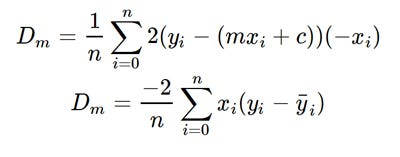 D_m = \frac{1}{n} \sum_{i=0}^{n} 2(y_i - (mx_i + c))(-x_i)
D_m = \frac{-2}{n} \sum_{i=0}^{n} x_i(y_i - \bar{y}_i)